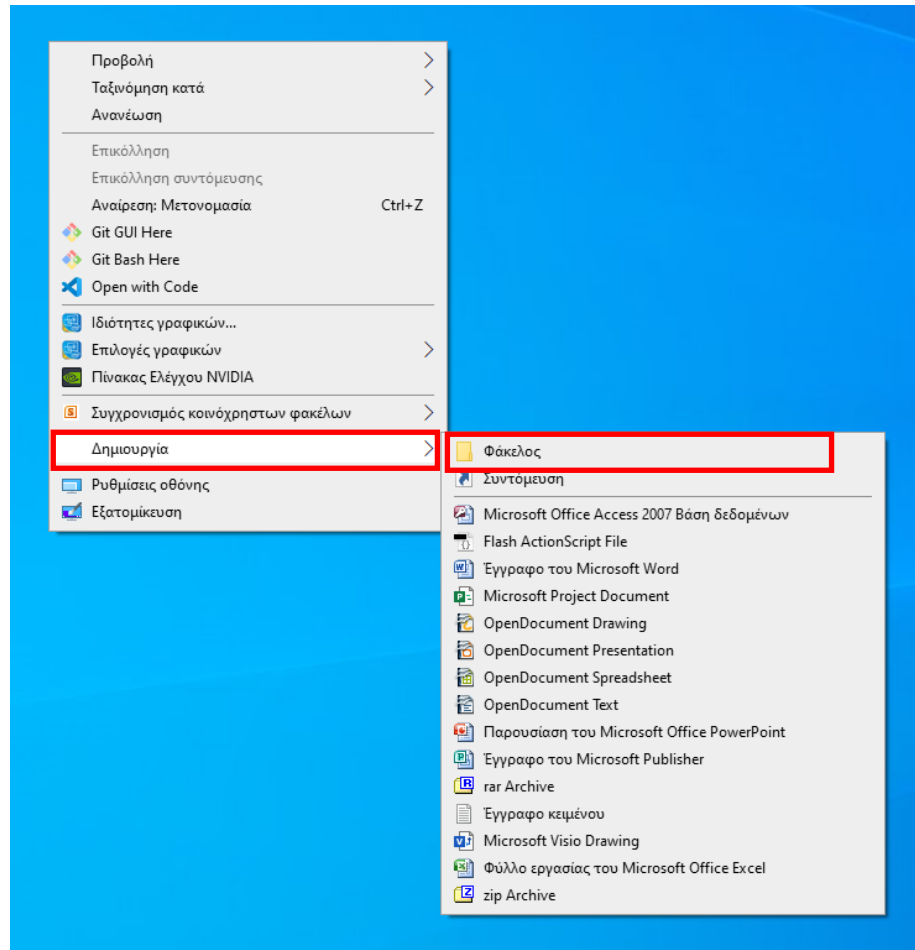 Προβολή
Ταξινόμηση κατά
Ανανέωση
Επικόλληση
Επικόλληση συντόμευσης
Αναίρεση: Μετονομασία Ctrl+Z
Git GUI Here
Git Bash Here
Open with Code
Ιδιότητες γραφικών...
Επιλογές γραφικών
Πίνακας Ελέγχου NVIDIA
Συγχρονισμός κοινόχρηστων φακέλων
Δημιουργία
Ρυθμίσεις οθόνης
Εξατομίκευση
Φάκελος
Συντόμευση
Microsoft Office Access 2007 Βάση δεδομένων
Flash ActionScript File
Έγγραφο του Microsoft Word
Microsoft Project Document
OpenDocument Drawing
OpenDocument Presentation
OpenDocument Spreadsheet
OpenDocument Text
Παρουσίαση του Microsoft Office PowerPoint
Έγγραφο του Microsoft Publisher
rar Archive
Έγγραφο κειμένου
Microsoft Visio Drawing
Φύλλο εργασίας του Microsoft Office Excel
zip Archive